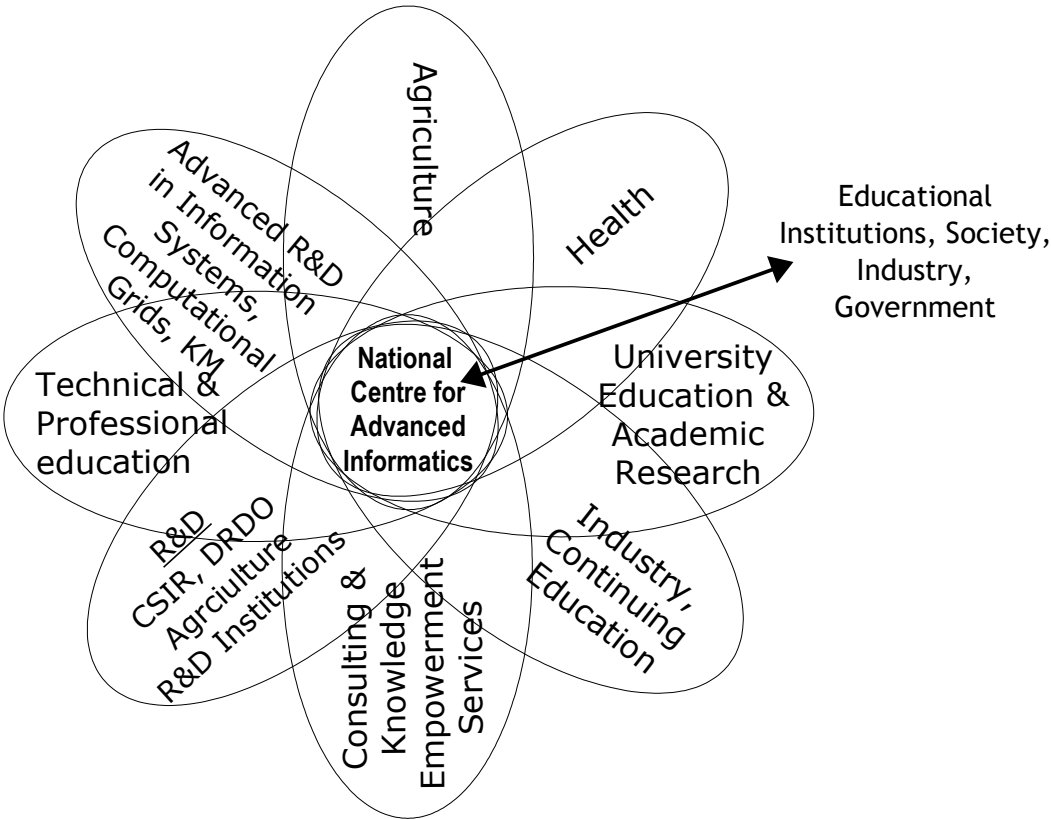 Agriculture
Health
Educational
Institutions, Society,
Industry,
Government
University
Education &
Academic
Research
Industry,
Continuing
Education
Consulting &
Knowledge
Empowerment
Services
R&D
CSIR, DRDO
Agrciulture
R&D Institutions
Technical &
Professional
education
Advanced R&D
in Information
Systems,
Computational
Grids, KM
National
Centre for
Advanced
Informatics